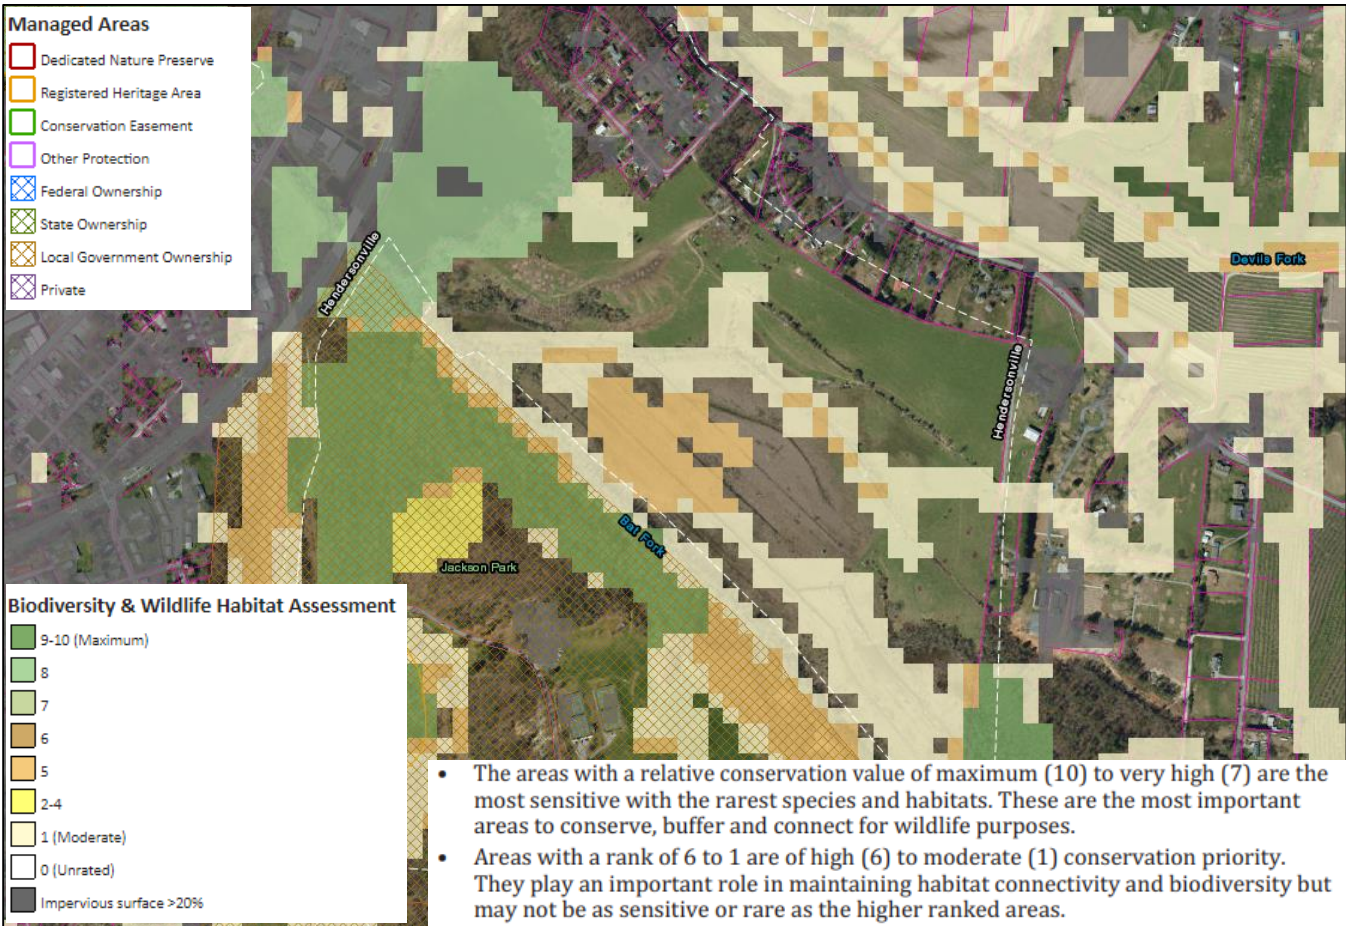 Managed Areas
Dedicated Nature Preserve
Registered Heritage Area
Conservation Easement
Other Protection
Federal Ownership
State Ownership
Local Government Ownership
Private
Hendersonville
Devils Fork
Hendersonville
Bat Fork
Jackson Park
Biodiversity & Wildlife Habitat Assessment
9-10 (Maximum)
8
7
6
5
2-4
1 (Moderate)
0 (Unrated)
Impervious surface >20%
• The areas with a relative conservation value of maximum (10) to very high (7) are the
most sensitive with the rarest species and habitats. These are the most important
areas to conserve, buffer and connect for wildlife purposes.
• Areas with a rank of 6 to 1 are of high (6) to moderate (1) conservation priority.
They play an important role in maintaining habitat connectivity and biodiversity but
may not be as sensitive or rare as the higher ranked areas.